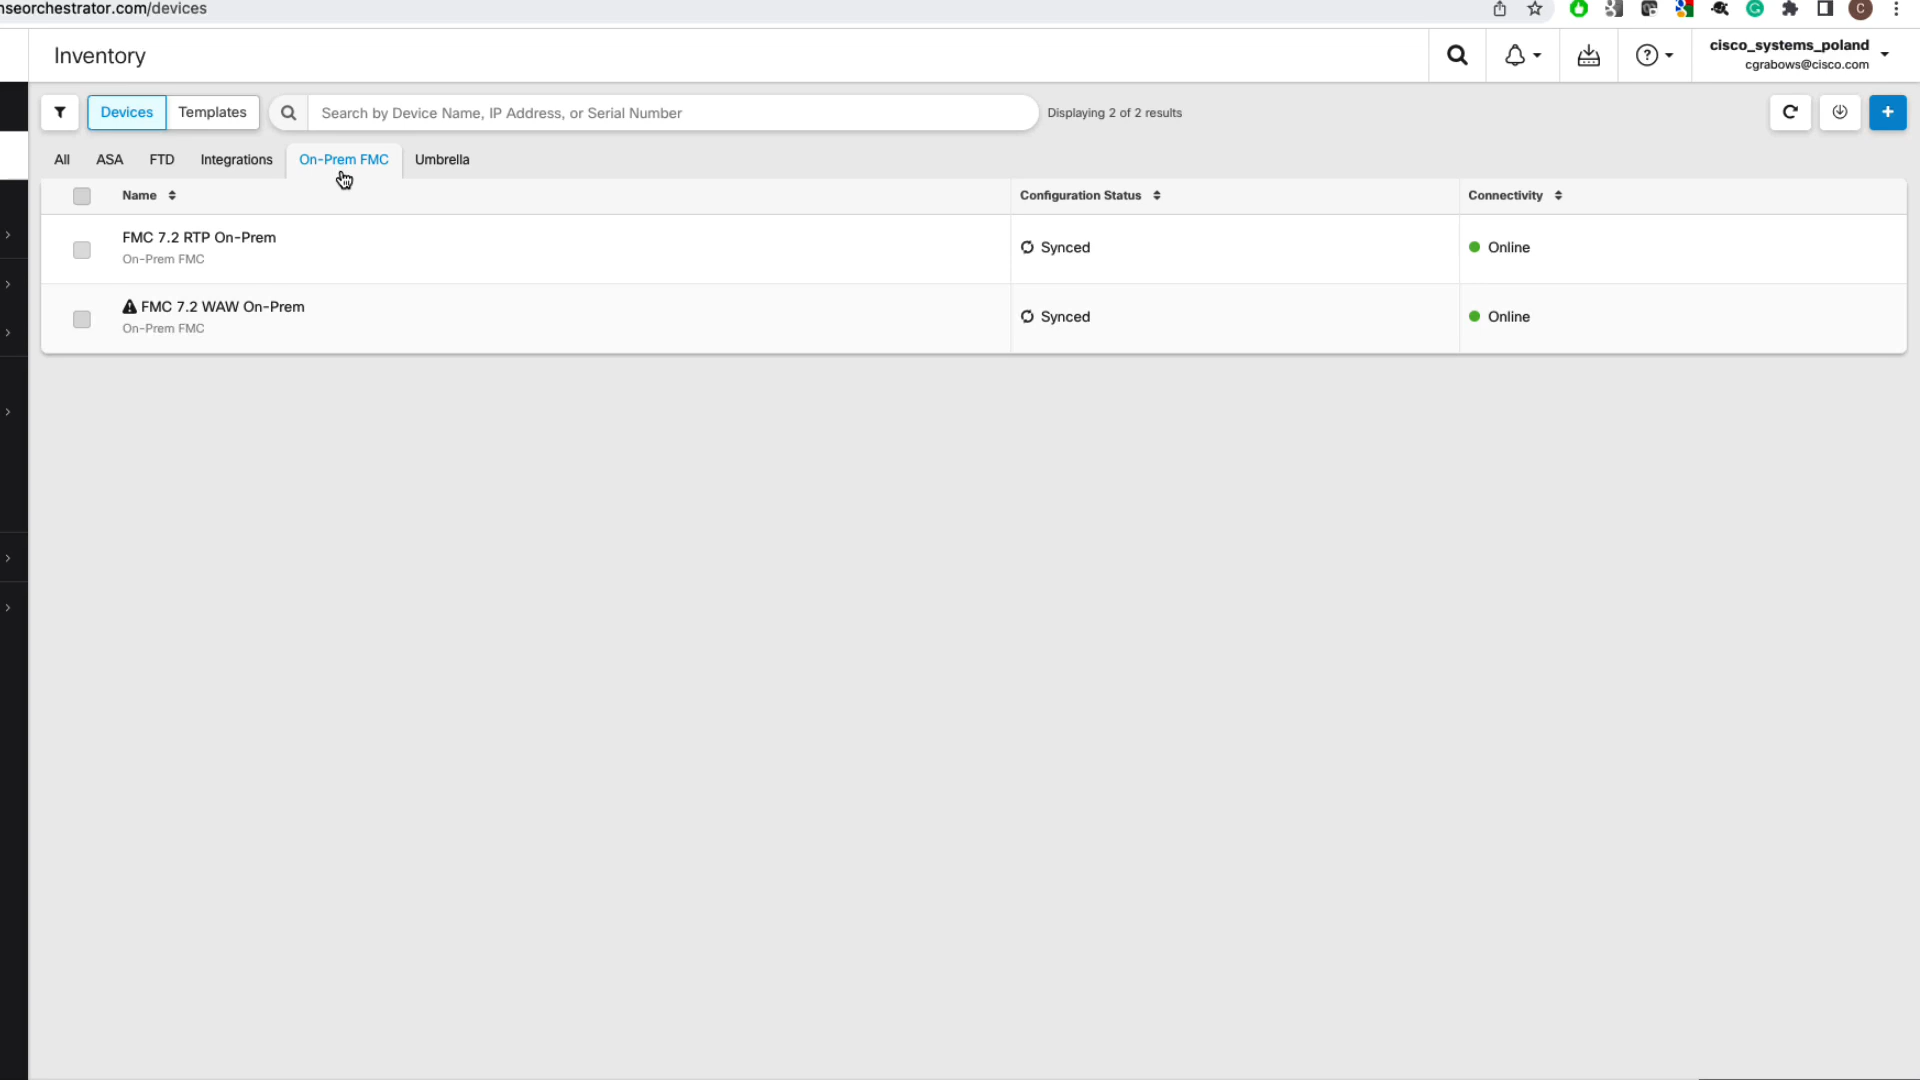 nseorchestrator.com/devices
C
Inventory
cisco_systems_poland
cgrabows@cisco.com
Devices
Templates
Search by Device Name, IP Address, or Serial Number
Displaying 2 of 2 results
All
ASA
FTD
Integrations
On-Prem FMC
Umbrella
Name
Configuration Status
Connectivity
FMC 7.2 RTP On-Prem
On-Prem FMC
Synced
Online
FMC 7.2 WAW On-Prem
On-Prem FMC
Synced
Online